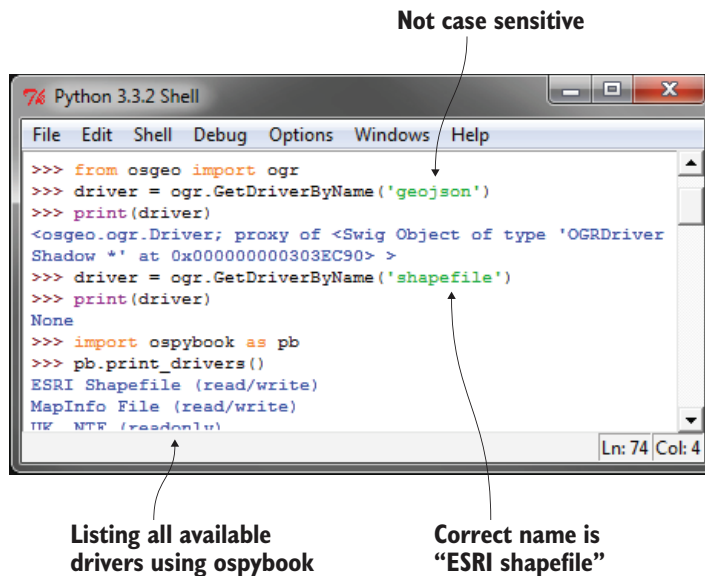 Not case sensitive
Python 3.3.2 Shell
File Edit Shell Debug Options Windows Help
>>> from osgeo import ogr
>>> driver = ogr.GetDriverByName('geojson')
>>> print(driver)
<osgeo.ogr.Driver; proxy of <Swig Object of type 'OGRDriver
Shadow *' at 0x000000000303EC90> >
>>> driver = ogr.GetDriverByName('shapefile')
>>> print(driver)
None
>>> import ospybook as pb
>>> pb.print_drivers()
ESRI Shapefile (read/write)
MapInfo File (read/write)
UK .NTF (readonly)
Ln: 74 Col: 4
Listing all available
drivers using ospybook
Correct name is
“ESRI shapefile”